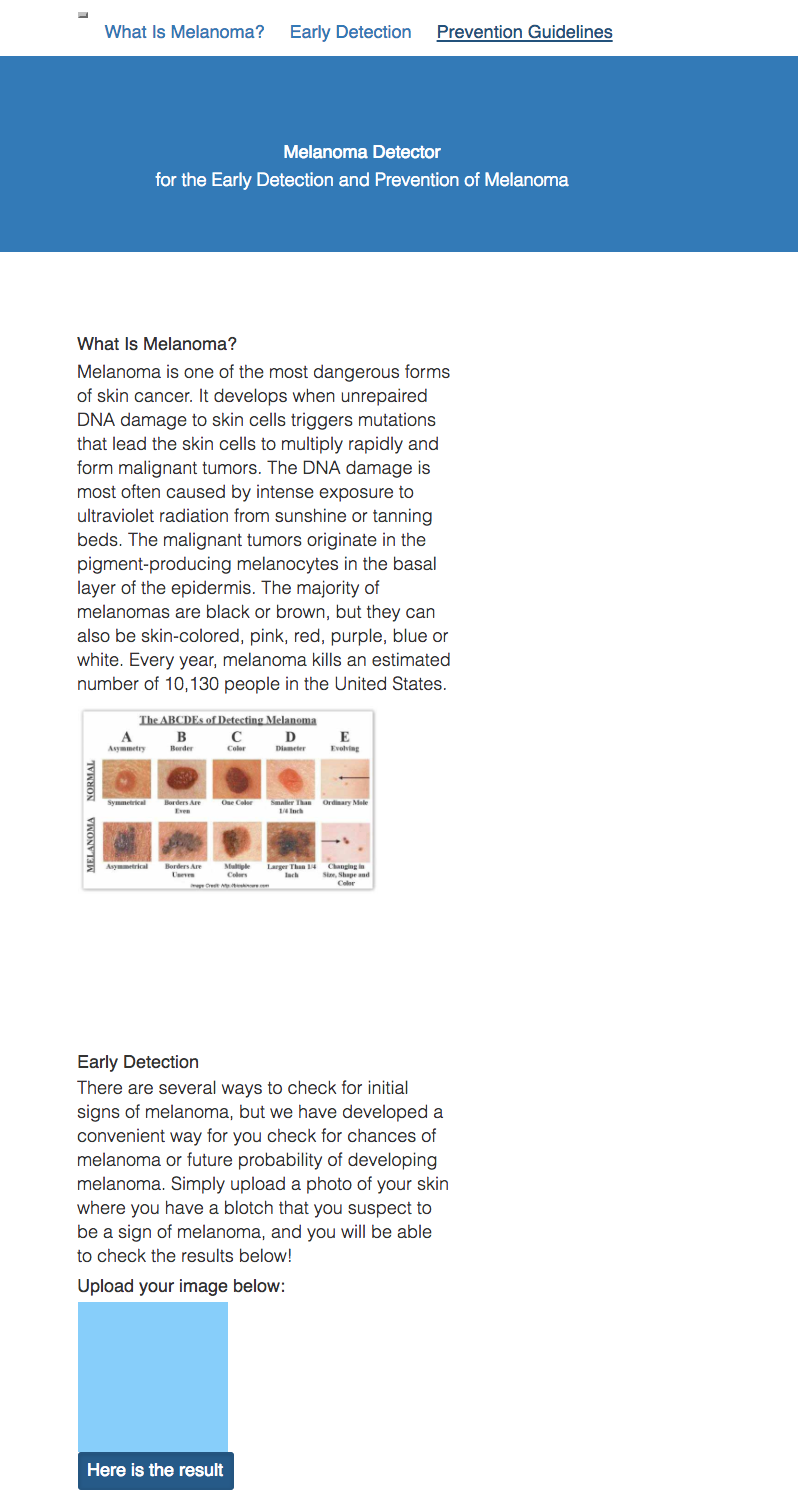 What Is Melanoma? Early Detection Prevention Guidelines
Melanoma Detector
for the Early Detection and Prevention of Melanoma
What Is Melanoma?
Melanoma is one of the most dangerous forms
of skin cancer. It develops when unrepaired
DNA damage to skin cells triggers mutations
that lead the skin cells to multiply rapidly and
form malignant tumors. The DNA damage is
most often caused by intense exposure to
ultraviolet radiation from sunshine or tanning
beds. The malignant tumors originate in the
pigment-producing melanocytes in the basal
layer of the epidermis. The majority of
melanomas are black or brown, but they can
also be skin-colored, pink, red, purple, blue or
white. Every year, melanoma kills an estimated
number of 10,130 people in the United States.
The ABCDEs of Detecting Melanoma
A B C D E
Asymmetry Border Color Diameter Evolving
NORMAL
Symmetrical Borders Are Even One Color Smaller Than 1/4 Inch Ordinary Mole
MELANOMA
Asymmetrical Borders Are Uneven Multiple Colors Larger Than 1/4 Inch Changing in Size, Shape and Color
Image Credit:
Early Detection
There are several ways to check for initial
signs of melanoma, but we have developed a
convenient way for you check for chances of
melanoma or future probability of developing
melanoma. Simply upload a photo of your skin
where you have a blotch that you suspect to
be a sign of melanoma, and you will be able
to check the results below!
Upload your image below:
Here is the result